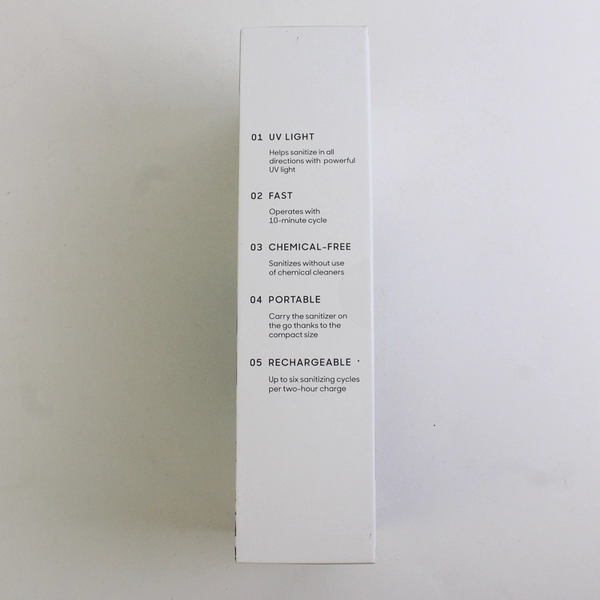 01 UV LIGHT
Helps sanitize in all
directions with powerful
UV light
02 FAST
Operates with
10-minute cycle
03 CHEMICAL-FREE
Sanitizes without use
of chemical cleaners
04 PORTABLE
Carry the sanitizer on
the go thanks to the
compact size
05 RECHARGEABLE
Up to six sanitizing cycles
per two-hour charge